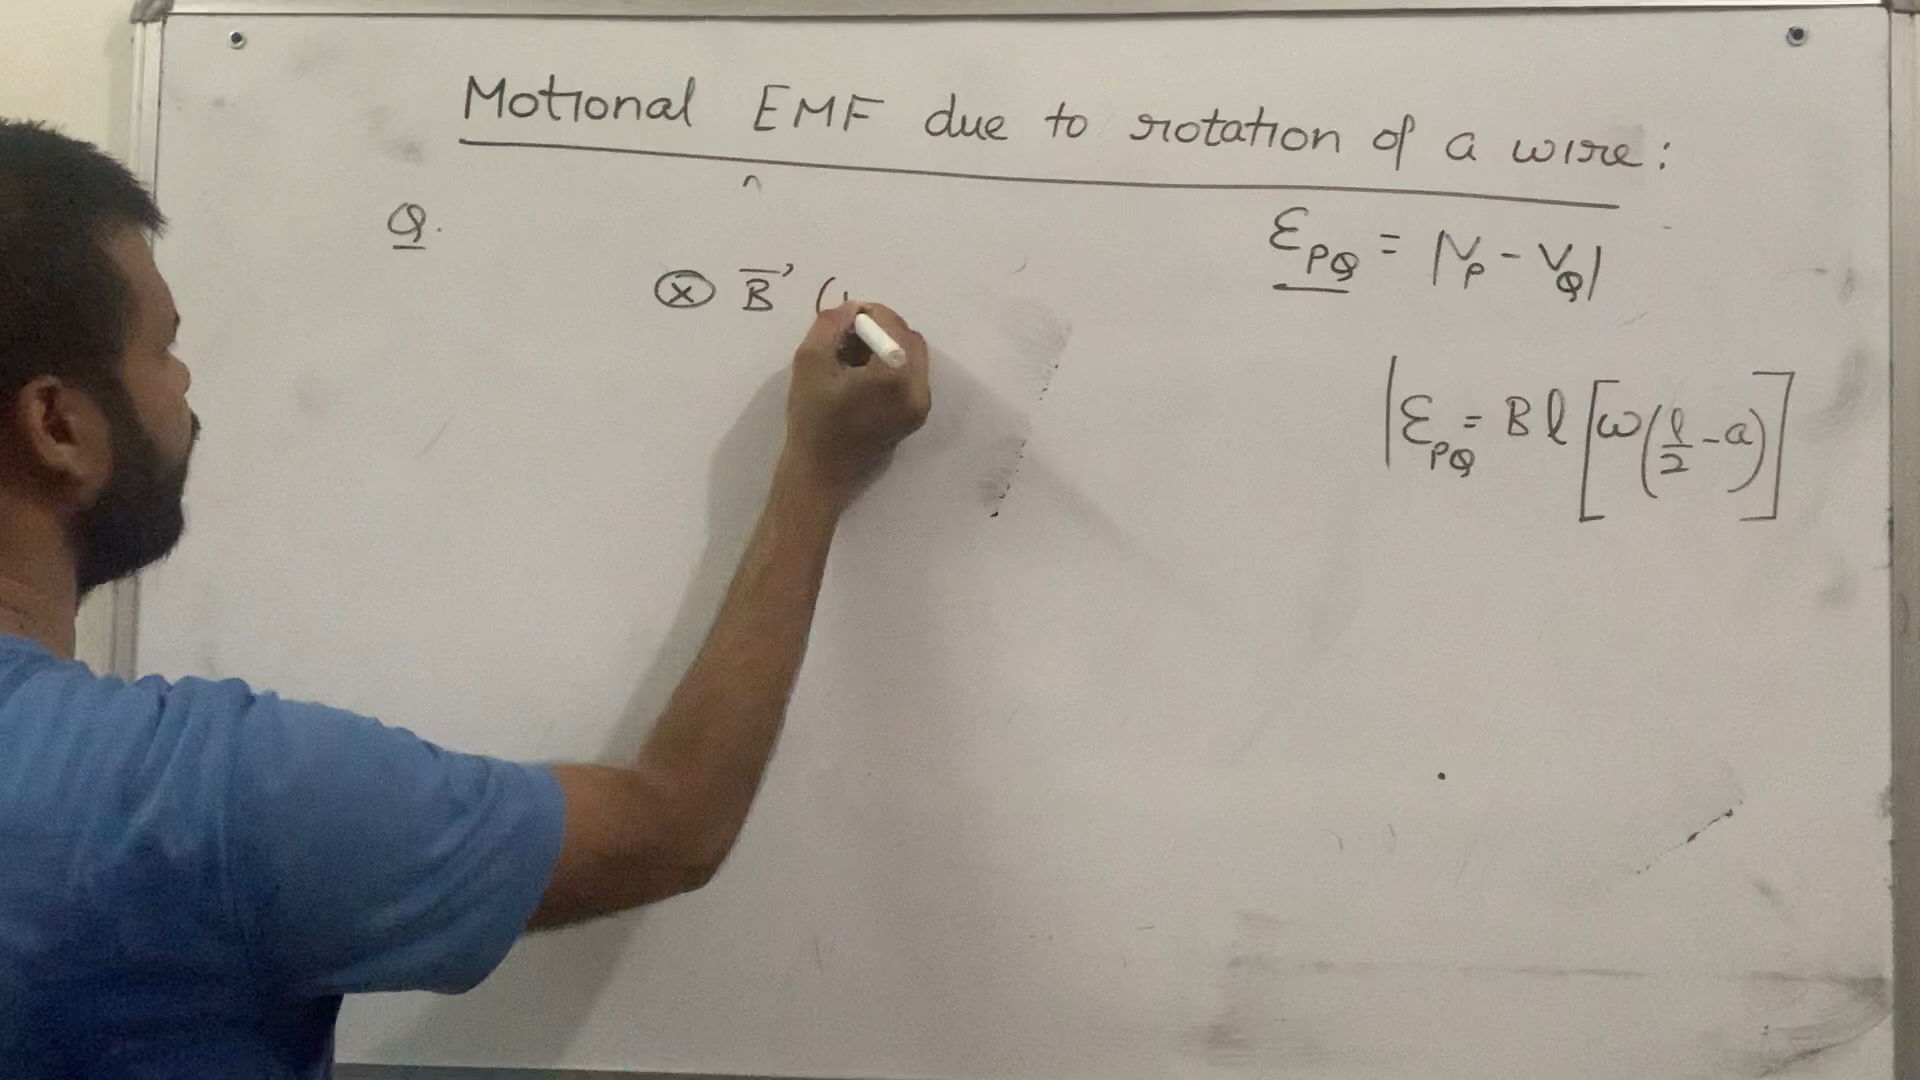 Motional EMF due to rotation of a wire:
Q.
ε_PQ = |V_P - V_Q|
⊗ B⃗ (
|ε_PQ = B l [ω(l/2 - a)]